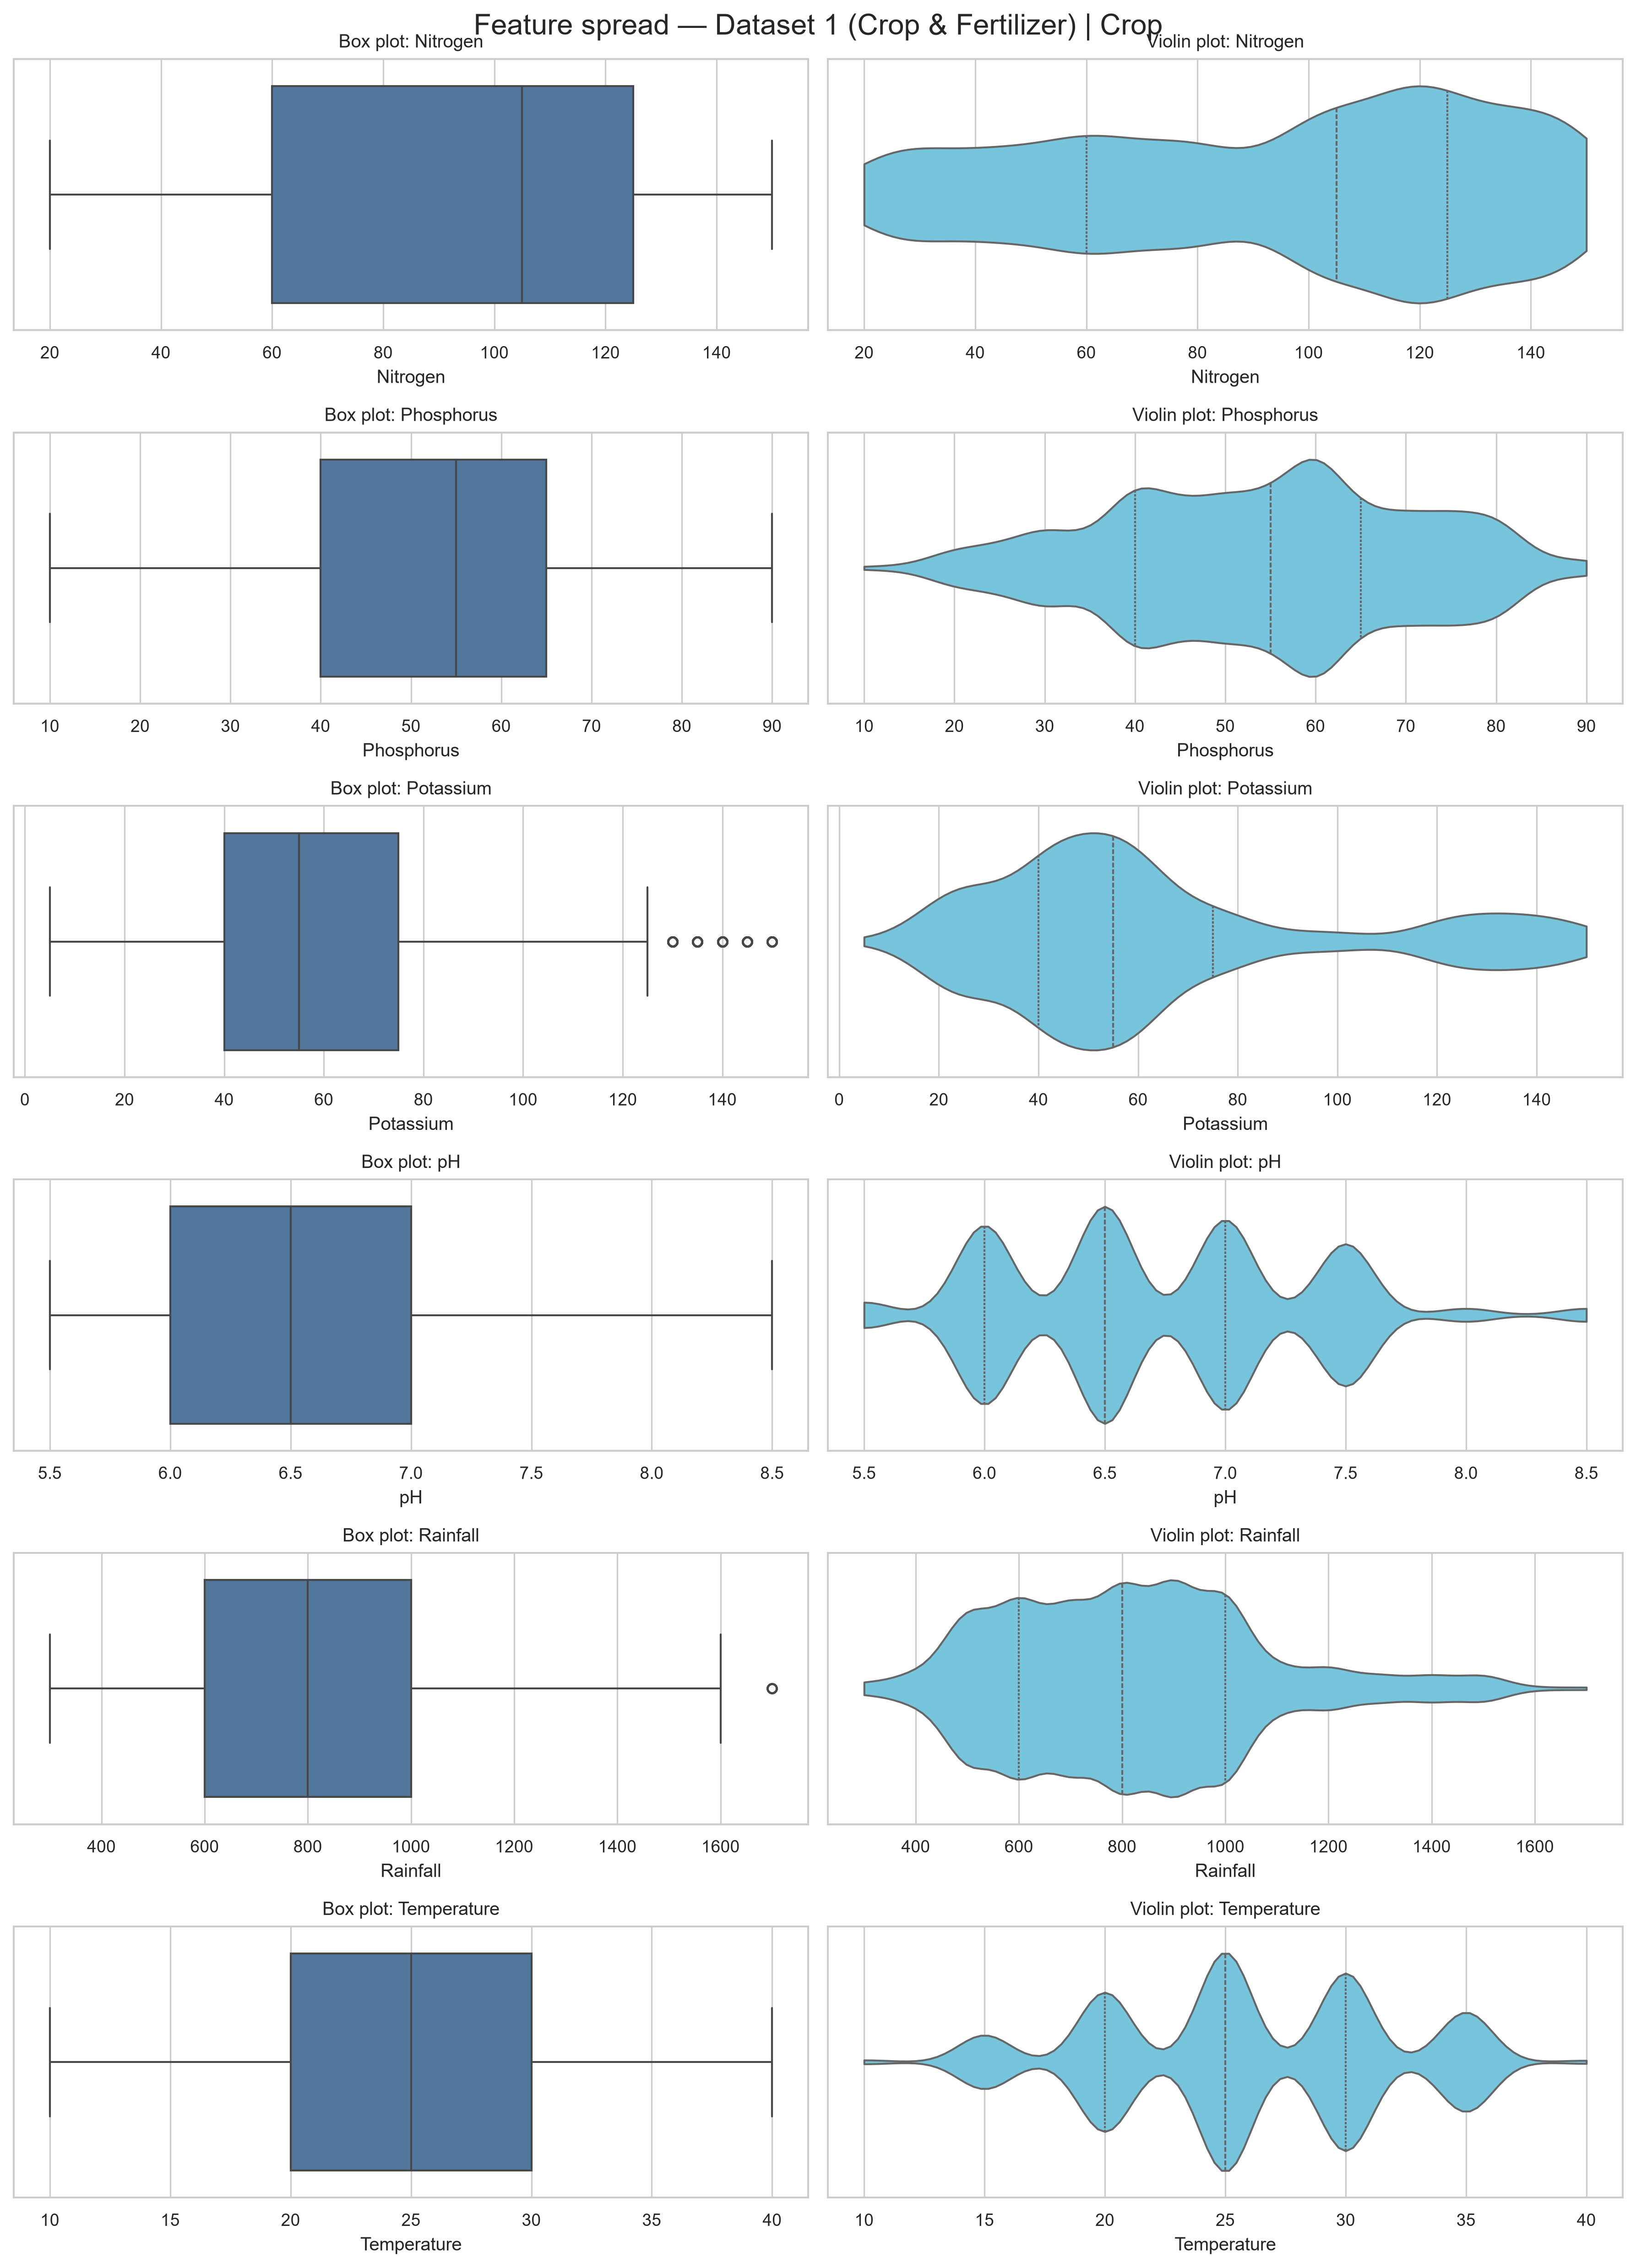 Feature spread — Dataset 1 (Crop & Fertilizer) | Crop
Box plot: Nitrogen
20 40 60 80 100 120 140
Nitrogen
Violin plot: Nitrogen
20 40 60 80 100 120 140
Nitrogen
Box plot: Phosphorus
10 20 30 40 50 60 70 80 90
Phosphorus
Violin plot: Phosphorus
10 20 30 40 50 60 70 80 90
Phosphorus
Box plot: Potassium
0 20 40 60 80 100 120 140
Potassium
Violin plot: Potassium
0 20 40 60 80 100 120 140
Potassium
Box plot: pH
5.5 6.0 6.5 7.0 7.5 8.0 8.5
pH
Violin plot: pH
5.5 6.0 6.5 7.0 7.5 8.0 8.5
pH
Box plot: Rainfall
400 600 800 1000 1200 1400 1600
Rainfall
Violin plot: Rainfall
400 600 800 1000 1200 1400 1600
Rainfall
Box plot: Temperature
10 15 20 25 30 35 40
Temperature
Violin plot: Temperature
10 15 20 25 30 35 40
Temperature